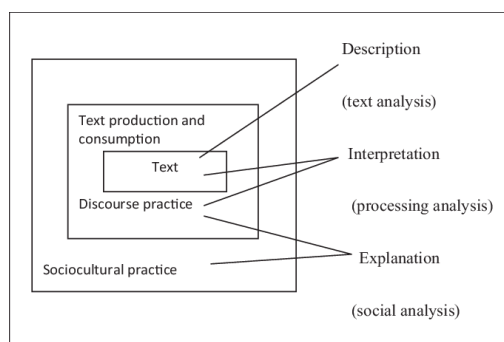 Description
(text analysis)
Text production and
consumption
Text
Interpretation
Discourse practice
(processing analysis)
Explanation
Sociocultural practice
(social analysis)